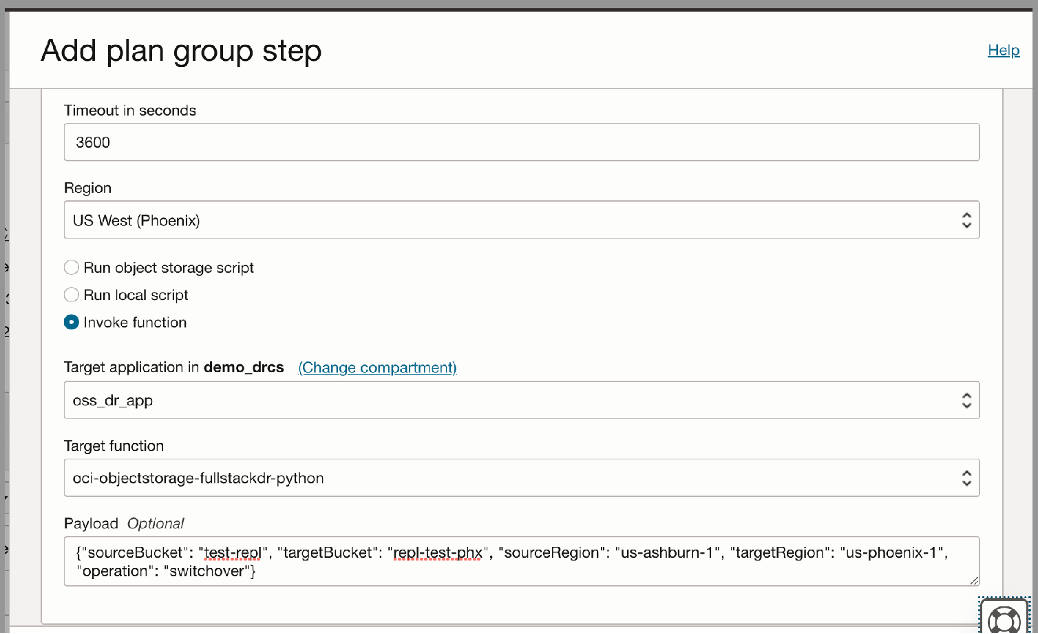 Add plan group step
Help
Timeout in seconds
3600
Region
US West (Phoenix)
Run object storage script
Run local script
Invoke function
Target application in demo_drcs (Change compartment)
oss_dr_app
Target function
oci-objectstorage-fullstackdr-python
Payload Optional
{"sourceBucket": "test-repl", "targetBucket": "repl-test-phx", "sourceRegion": "us-ashburn-1", "targetRegion": "us-phoenix-1",
"operation": "switchover"}